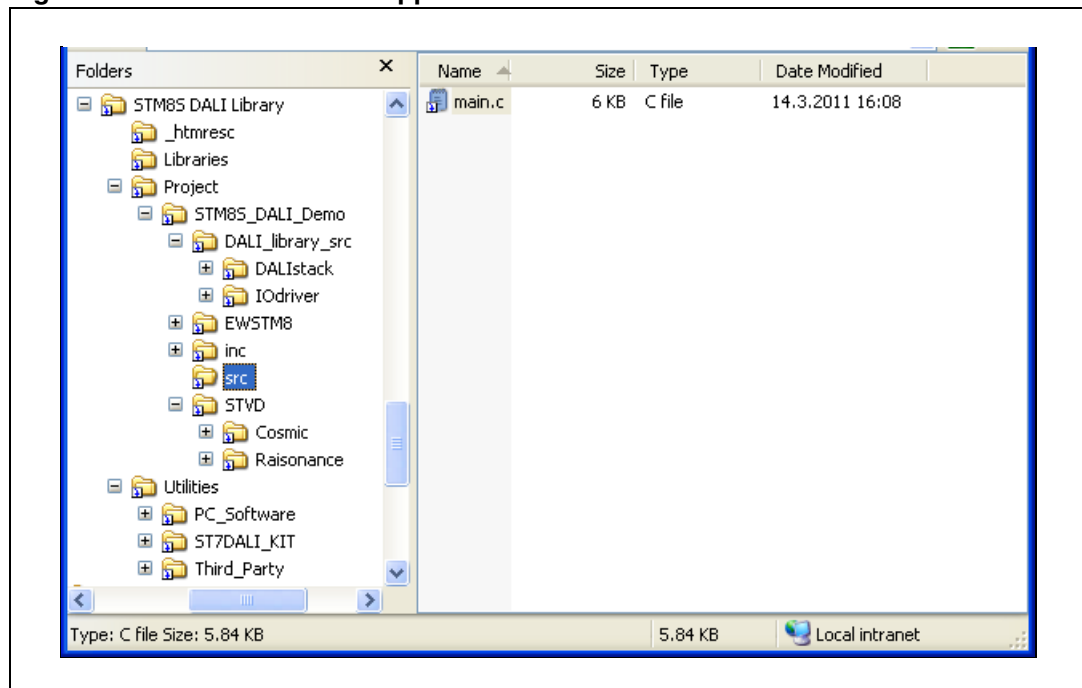 Folders
STM8S DALI Library
_htmresc
Libraries
Project
STM8S_DALI_Demo
DALI_library_src
DALIstack
IOdriver
EWSTM8
inc
src
STVD
Cosmic
Raisonance
Utilities
PC_Software
ST7DALI_KIT
Third_Party
Name Size Type Date Modified
main.c 6 KB C file 14.3.2011 16:08
Type: C file Size: 5.84 KB 5.84 KB Local intranet